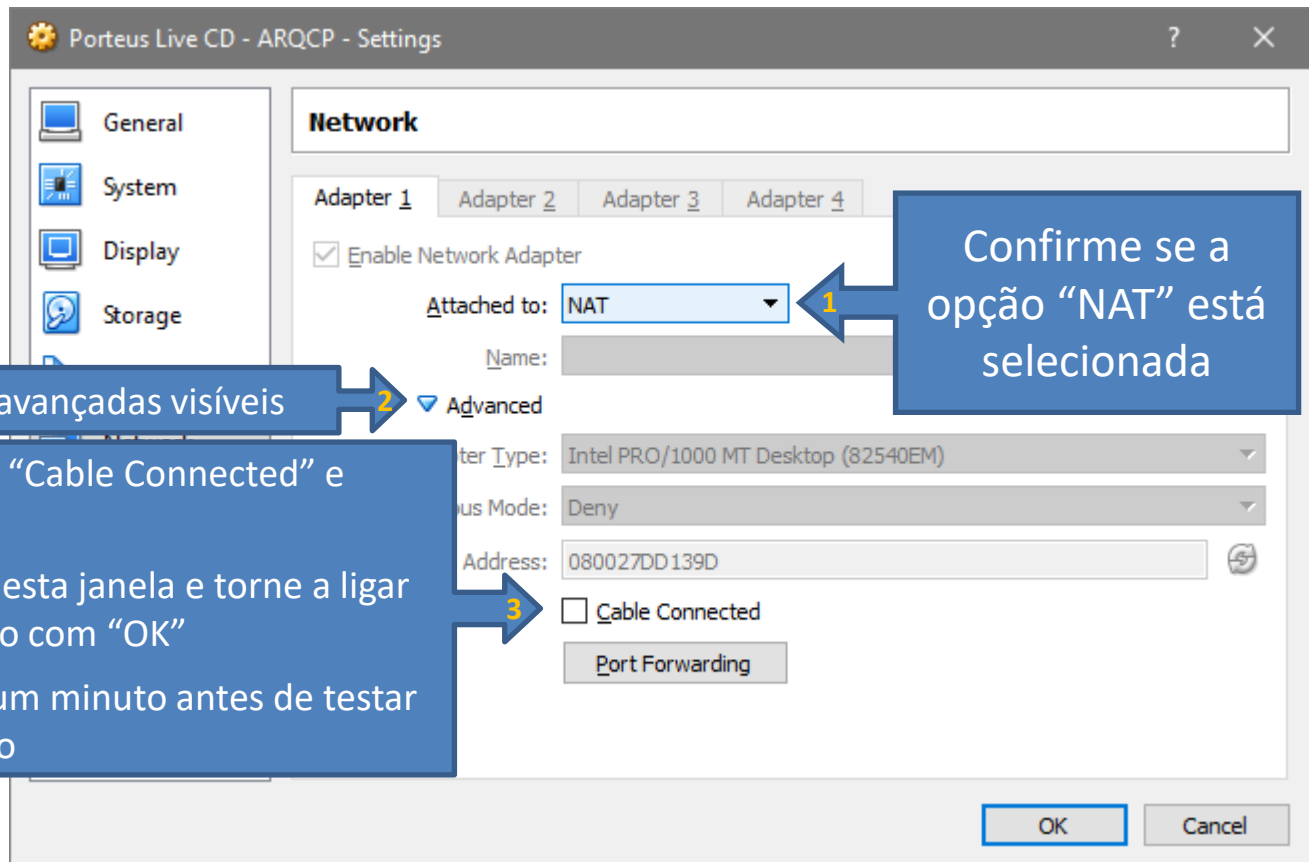 Porteus Live CD - ARQCP - Settings ?
General
System
Display
Storage
Network
Adapter 1 Adapter 2 Adapter 3 Adapter 4
Enable Network Adapter
Attached to: NAT
Name:
Advanced
Type: Intel PRO/1000 MT Desktop (82540EM)
Mode: Deny
Address: 080027DD139D
Cable Connected
Port Forwarding
OK Cancel
1
Confirme se a
opção “NAT” está
selecionada
avançadas visíveis 2
“Cable Connected” e
esta janela e torne a ligar
com “OK”
um minuto antes de testar
3